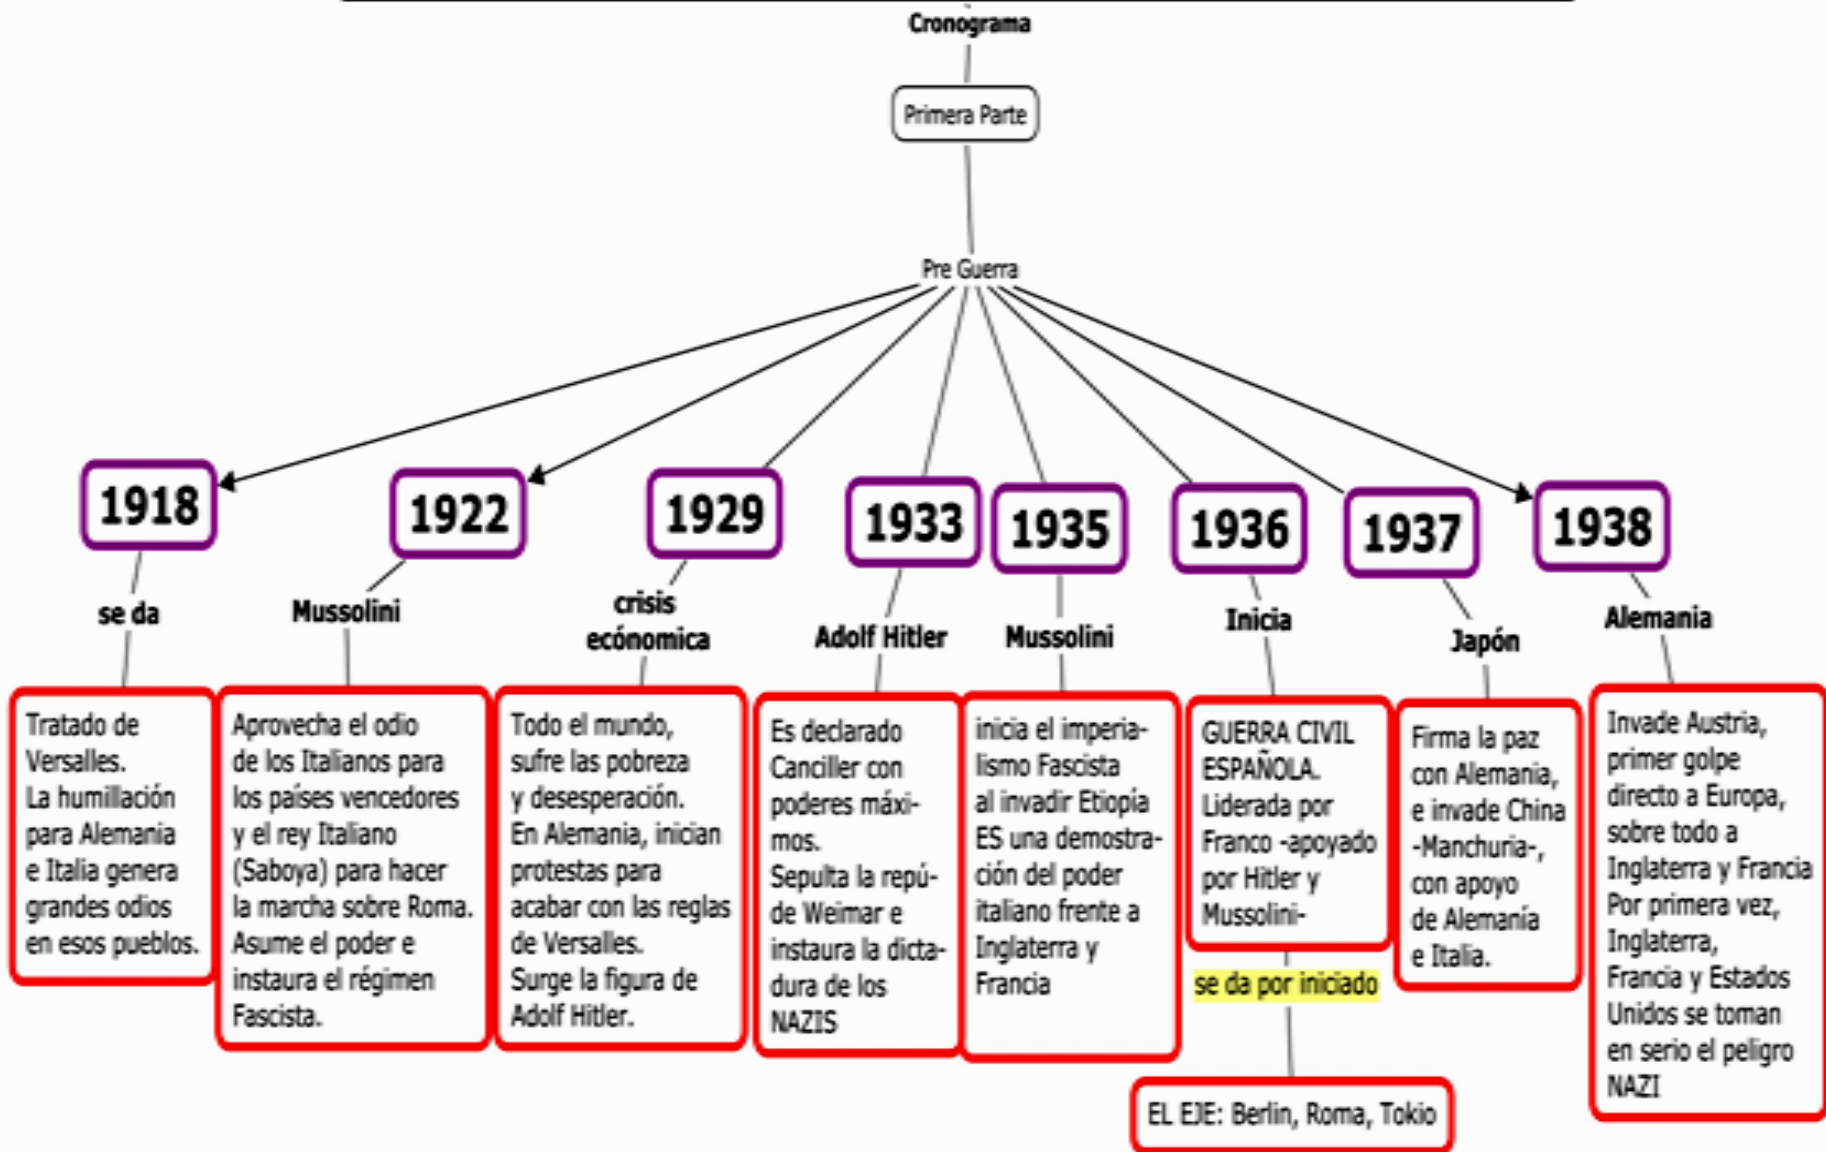 Cronograma
Primera Parte
Pre Guerra
1918
1922
1929
1933
1935
1936
1937
1938
se da
Mussolini
crisis
ecónomica
Adolf Hitler
Mussolini
Inicia
Japón
Alemania
Tratado de
Versalles.
La humillación
para Alemania
e Italia genera
grandes odios
en esos pueblos.
Aprovecha el odio
de los Italianos para
los países vencedores
y el rey Italiano
(Saboya) para hacer
la marcha sobre Roma.
Asume el poder e
instaura el régimen
Fascista.
Todo el mundo,
sufre las pobreza
y desesperación.
En Alemania, inician
protestas para
acabar con las reglas
de Versalles.
Surge la figura de
Adolf Hitler.
Es declarado
Canciller con
poderes máxi-
mos.
Sepulta la repú-
de Weimar e
instaura la dicta-
dura de los
NAZIS
inicia el imperia-
lismo Fascista
al invadir Etiopía
ES una demostra-
ción del poder
italiano frente a
Inglaterra y
Francia
GUERRA CIVIL
ESPAÑOLA.
Liderada por
Franco -apoyado
por Hitler y
Mussolini-
se da por iniciado
EL EJE: Berlin, Roma, Tokio
Firma la paz
con Alemania,
e invade China
-Manchuria-,
con apoyo
de Alemanía
e Italia.
Invade Austria,
primer golpe
directo a Europa,
sobre todo a
Inglaterra y Francia
Por primera vez,
Inglaterra,
Francia y Estados
Unidos se toman
en serio el peligro
NAZI